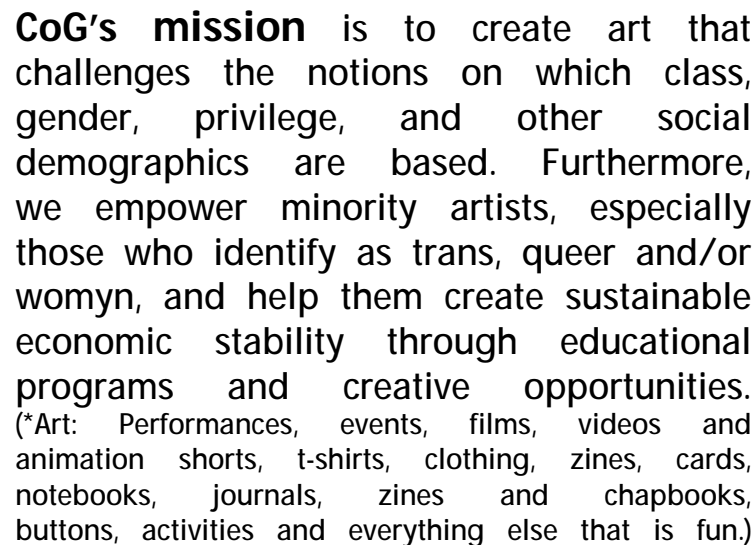 CoG's mission is to create art that
challenges the notions on which class,
gender, privilege, and other social
demographics are based. Furthermore,
we empower minority artists, especially
those who identify as trans, queer and/or
womyn, and help them create sustainable
economic stability through educational
programs and creative opportunities.
(*Art: Performances, events, films, videos and
animation shorts, t-shirts, clothing, zines, cards,
notebooks, journals, zines and chapbooks,
buttons, activities and everything else that is fun.)